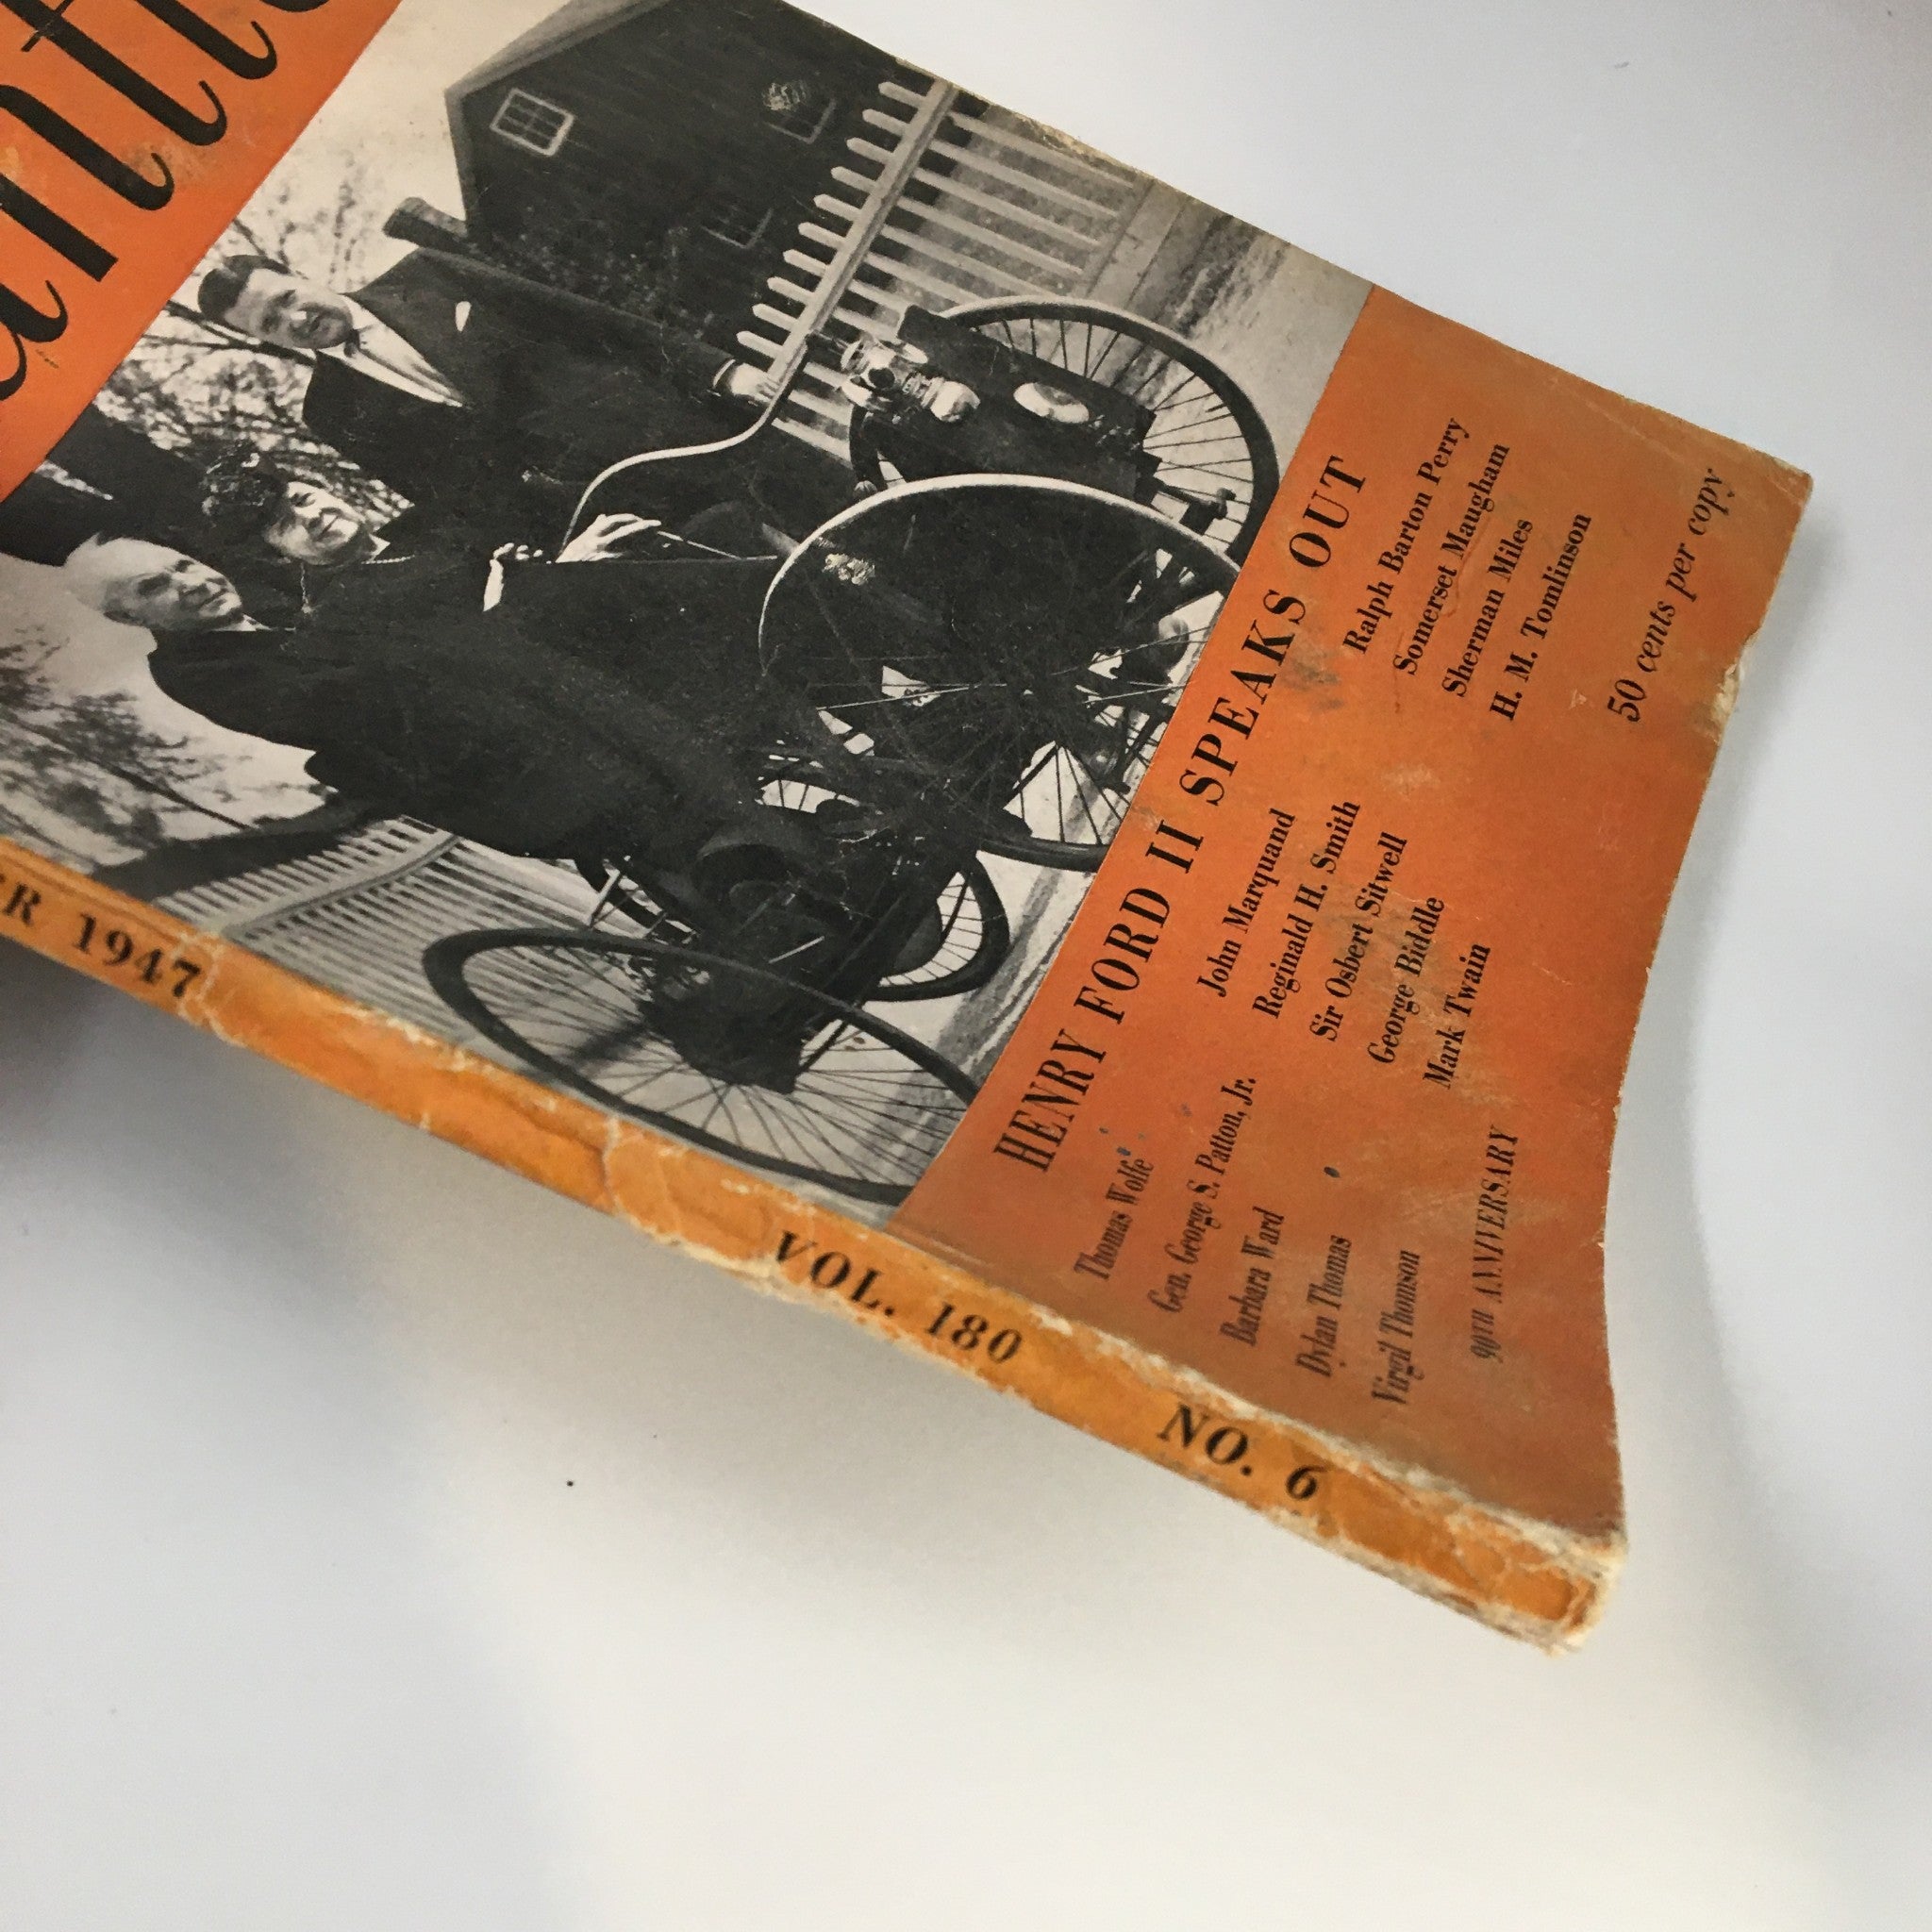 antic
HENRY FORD II SPEAKS OUT
Thomas Wolfe
Gen. George S. Patton, Jr.
Barbara Ward
Dylan Thomas
Virgil Thomson
John Marquand
Reginald H. Smith
Sir Osbert Sitwell
George Biddle
Mark Twain
Ralph Barton Perry
Somerset Maugham
Sherman Miles
H. M. Tomlinson
90TH ANNIVERSARY
50 cents per copy
ER 1947 VOL. 180 NO. 6